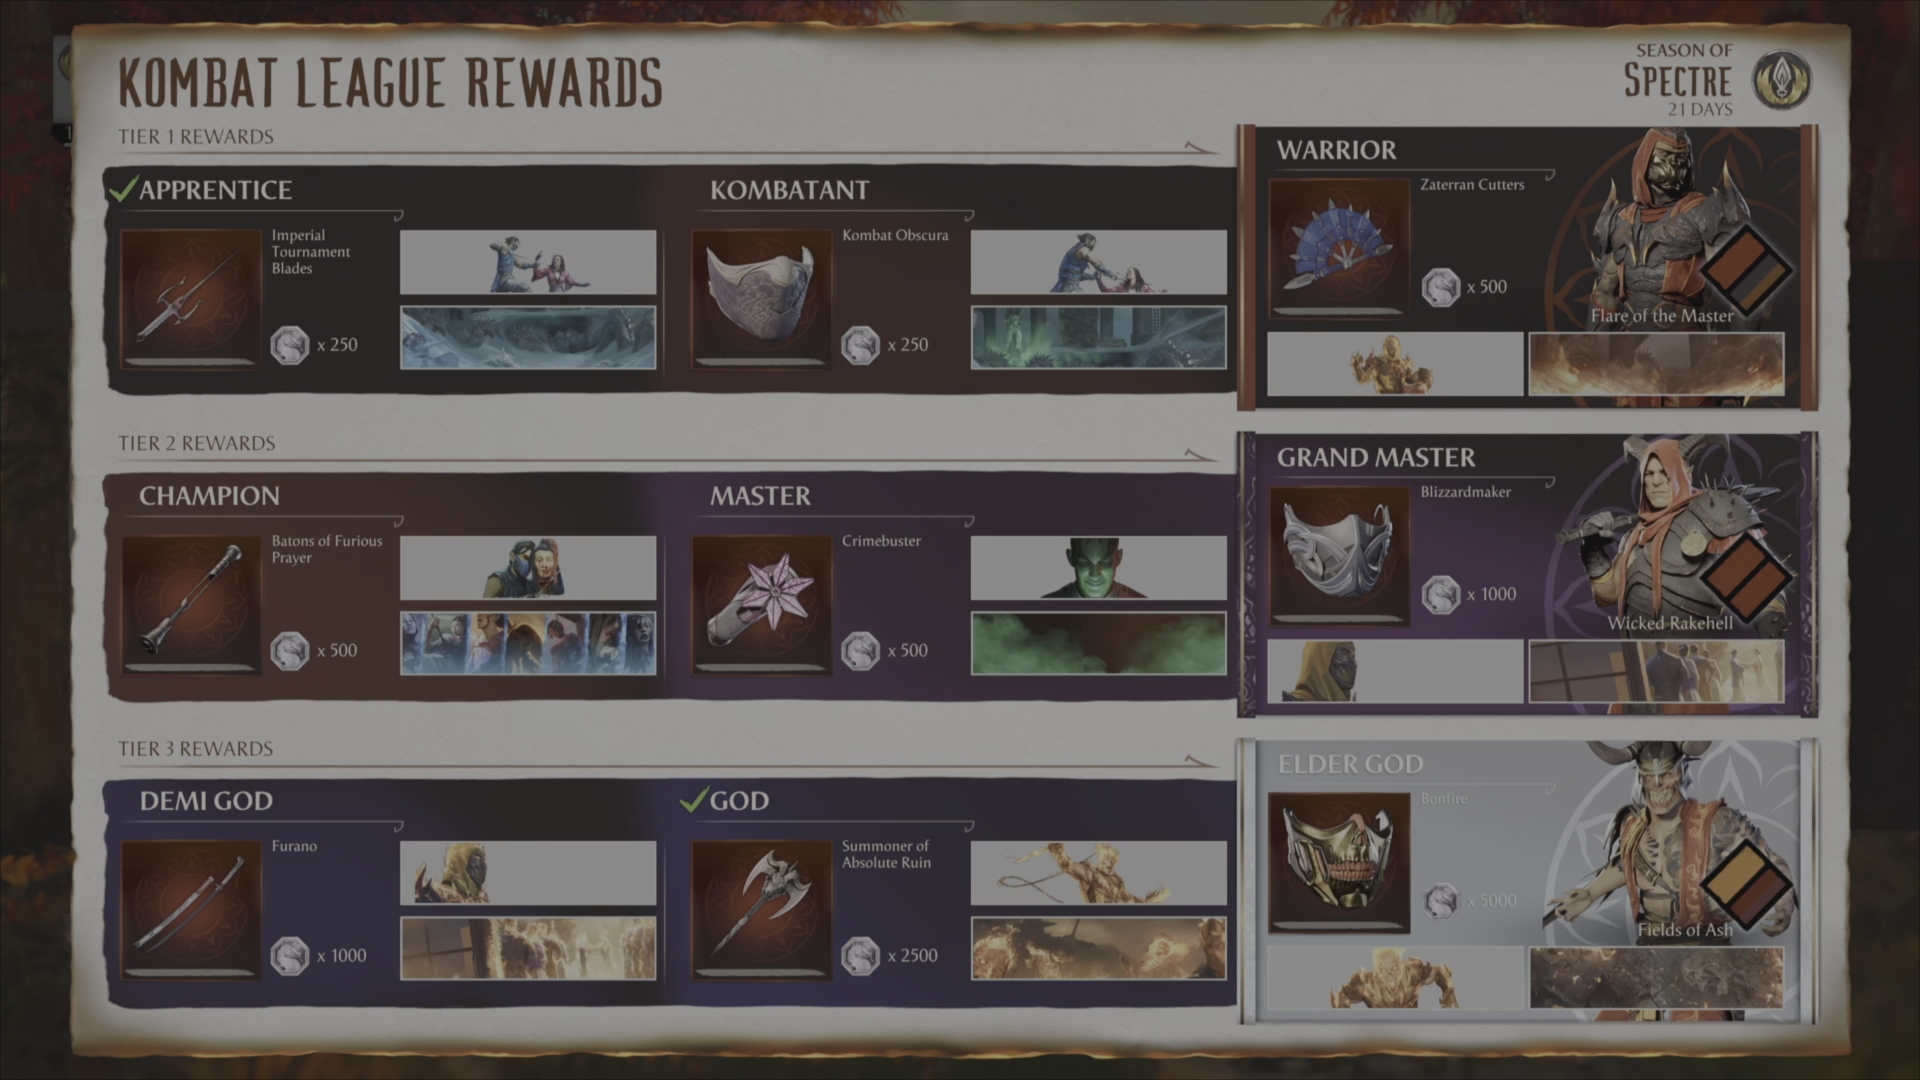 KOMBAT LEAGUE REWARDS
SEASON OF
SPECTRE
21 DAYS
TIER 1 REWARDS
APPRENTICE
Imperial
Tournament
Blades
x 250
KOMBATANT
Kombat Obscura
x 250
WARRIOR
Zaterran Cutters
x 500
Flare of the Master
TIER 2 REWARDS
CHAMPION
Batons of Furious
Prayer
x 500
MASTER
Crimebuster
x 500
GRAND MASTER
Blizzardmaker
x 1000
Wicked Rakehell
TIER 3 REWARDS
DEMI GOD
Furano
x 1000
GOD
Summoner of
Absolute Ruin
x 2500
ELDER GOD
Bonfire
x 5000
Fields of Ash